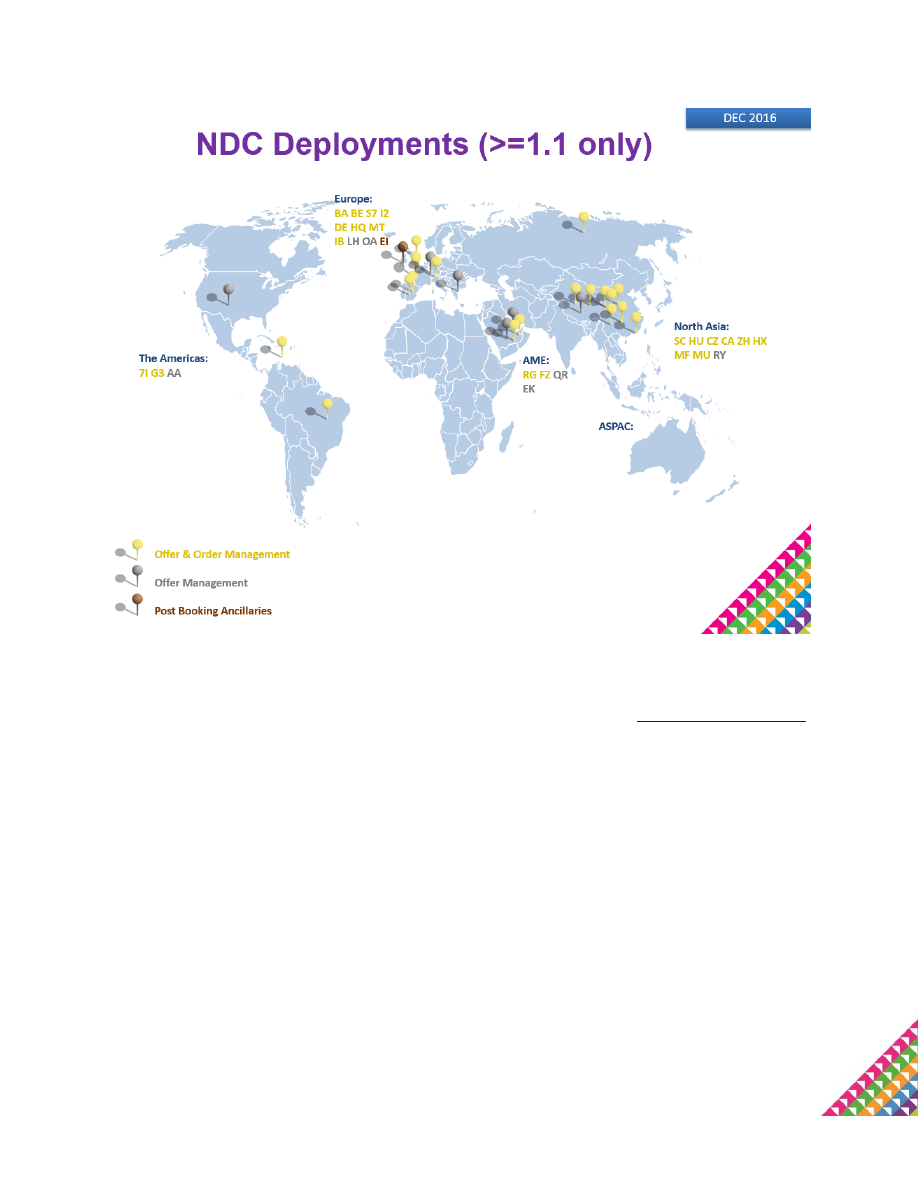 DEC 2016
NDC Deployments (>=1.1 only)
Europe:
BA BE S7 I2
DE HQ MT
IB LH OA EI
North Asia:
SC HU CZ CA ZH HX
MF MU RY
The Americas:
7I G3 AA
AME:
RG FZ QR
EK
ASPAC:
Offer & Order Management
Offer Management
Post Booking Ancillaries